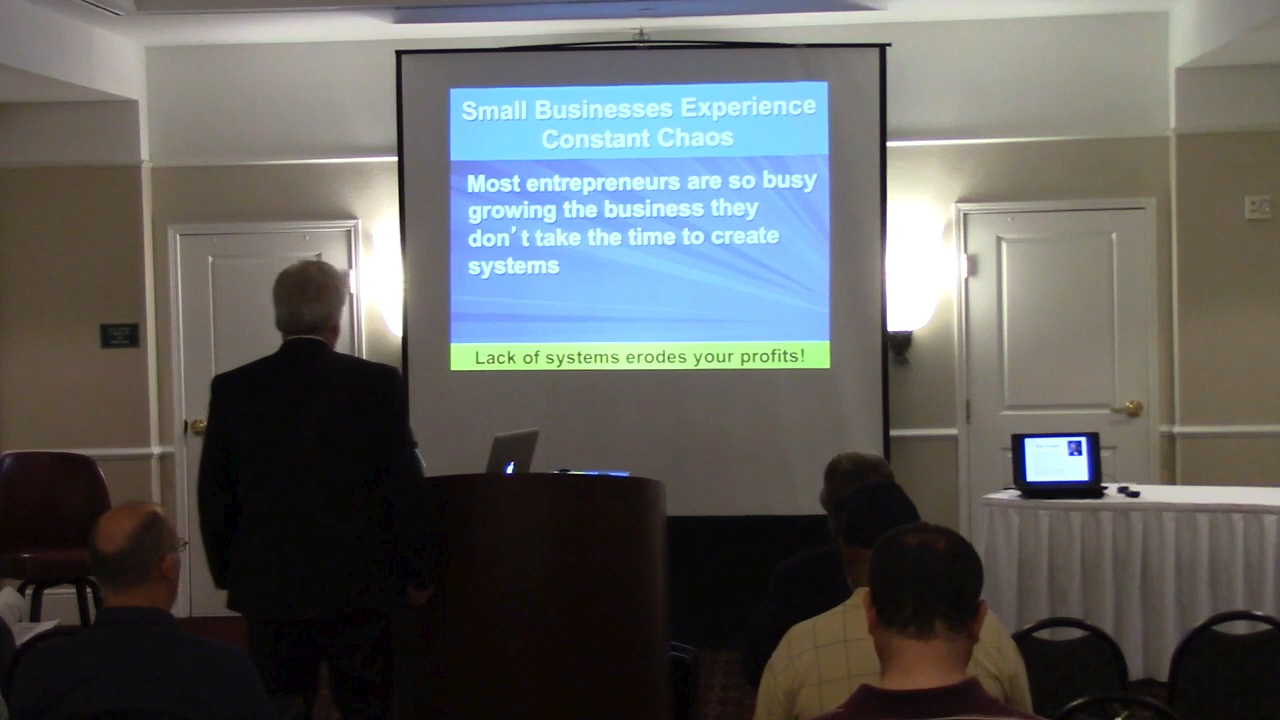 Small Businesses Experience
Constant Chaos
Most entrepreneurs are so busy
growing the business they
don't take the time to create
systems
Lack of systems erodes your profits!